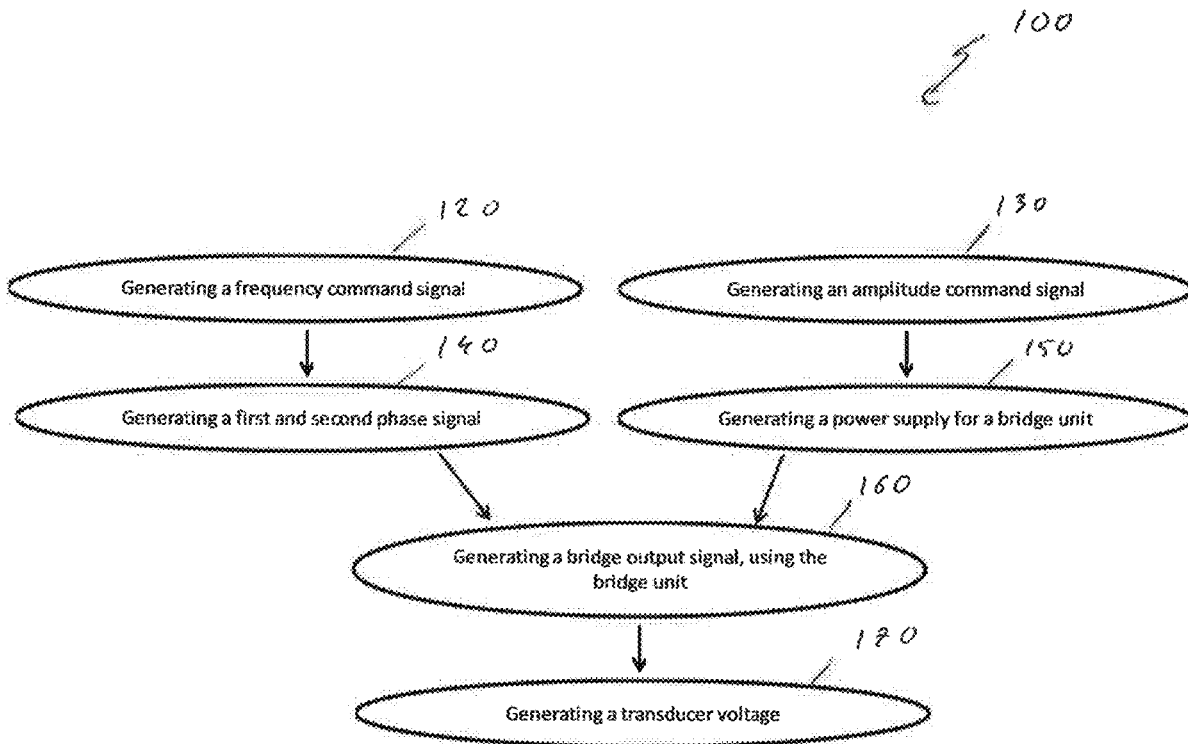 100
120
130
Generating a frequency command signal
Generating an amplitude command signal
140
150
Generating a first and second phase signal
Generating a power supply for a bridge unit
160
Generating a bridge output signal, using the
bridge unit
170
Generating a transducer voltage